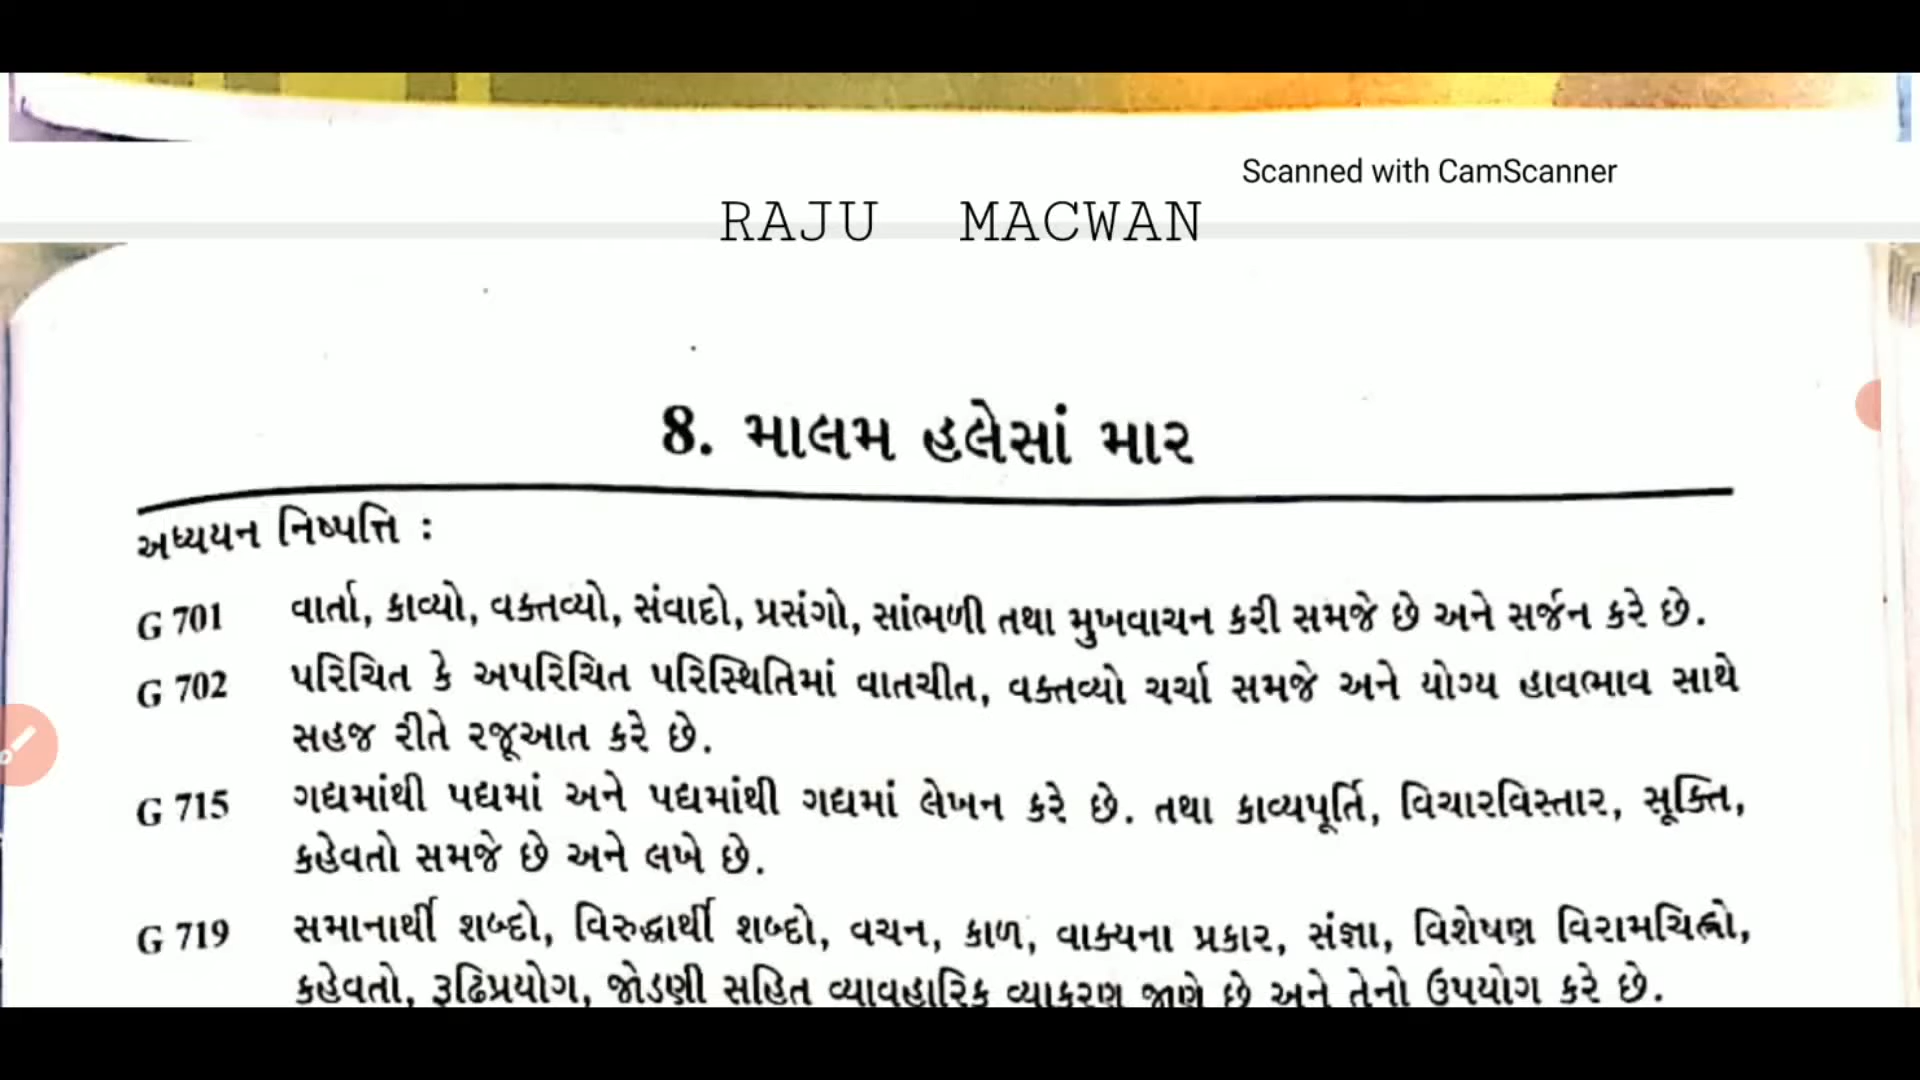 Scanned with CamScanner
RAJU MACWAN
8. માલમ હલેસાં માર
અધ્યયન નિષ્પત્તિ :
G 701 વાર્તા, કાવ્યો, વક્તવ્યો, સંવાદો, પ્રસંગો, સાંભળી તથા મુખવાચન કરી સમજે છે અને સર્જન કરે છે.
G 702 પરિચિત કે અપરિચિત પરિસ્થિતિમાં વાતચીત, વક્તવ્યો ચર્ચા સમજે અને યોગ્ય હાવભાવ સાથે
સહજ રીતે રજૂઆત કરે છે.
G 715 ગદ્યમાંથી પદ્યમાં અને પદ્યમાંથી ગદ્યમાં લેખન કરે છે. તથા કાવ્યપૂર્તિ, વિચારવિસ્તાર, સૂક્તિ,
કહેવતો સમજે છે અને લખે છે.
G 719 સમાનાર્થી શબ્દો, વિરુદ્ધાર્થી શબ્દો, વચન, કાળ, વાક્યના પ્રકાર, સંજ્ઞા, વિશેષણ વિરામચિહ્નો,
કહેવતો, રૂઢિપ્રયોગ, જોડણી સહિત વ્યાવહારિક વ્યાકરણ જાણે છે અને તેનો ઉપયોગ કરે છે.